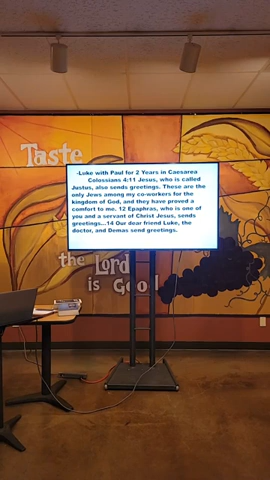 Taste
-Luke with Paul for 2 Years in Caesarea
Colossians 4:11 Jesus, who is called
Justus, also sends greetings. These are the
only Jews among my co-workers for the
kingdom of God, and they have proved a
comfort to me. 12 Epaphras, who is one of
you and a servant of Christ Jesus, sends
greetings...14 Our dear friend Luke, the
doctor, and Demas send greetings.
the Lord
is Good